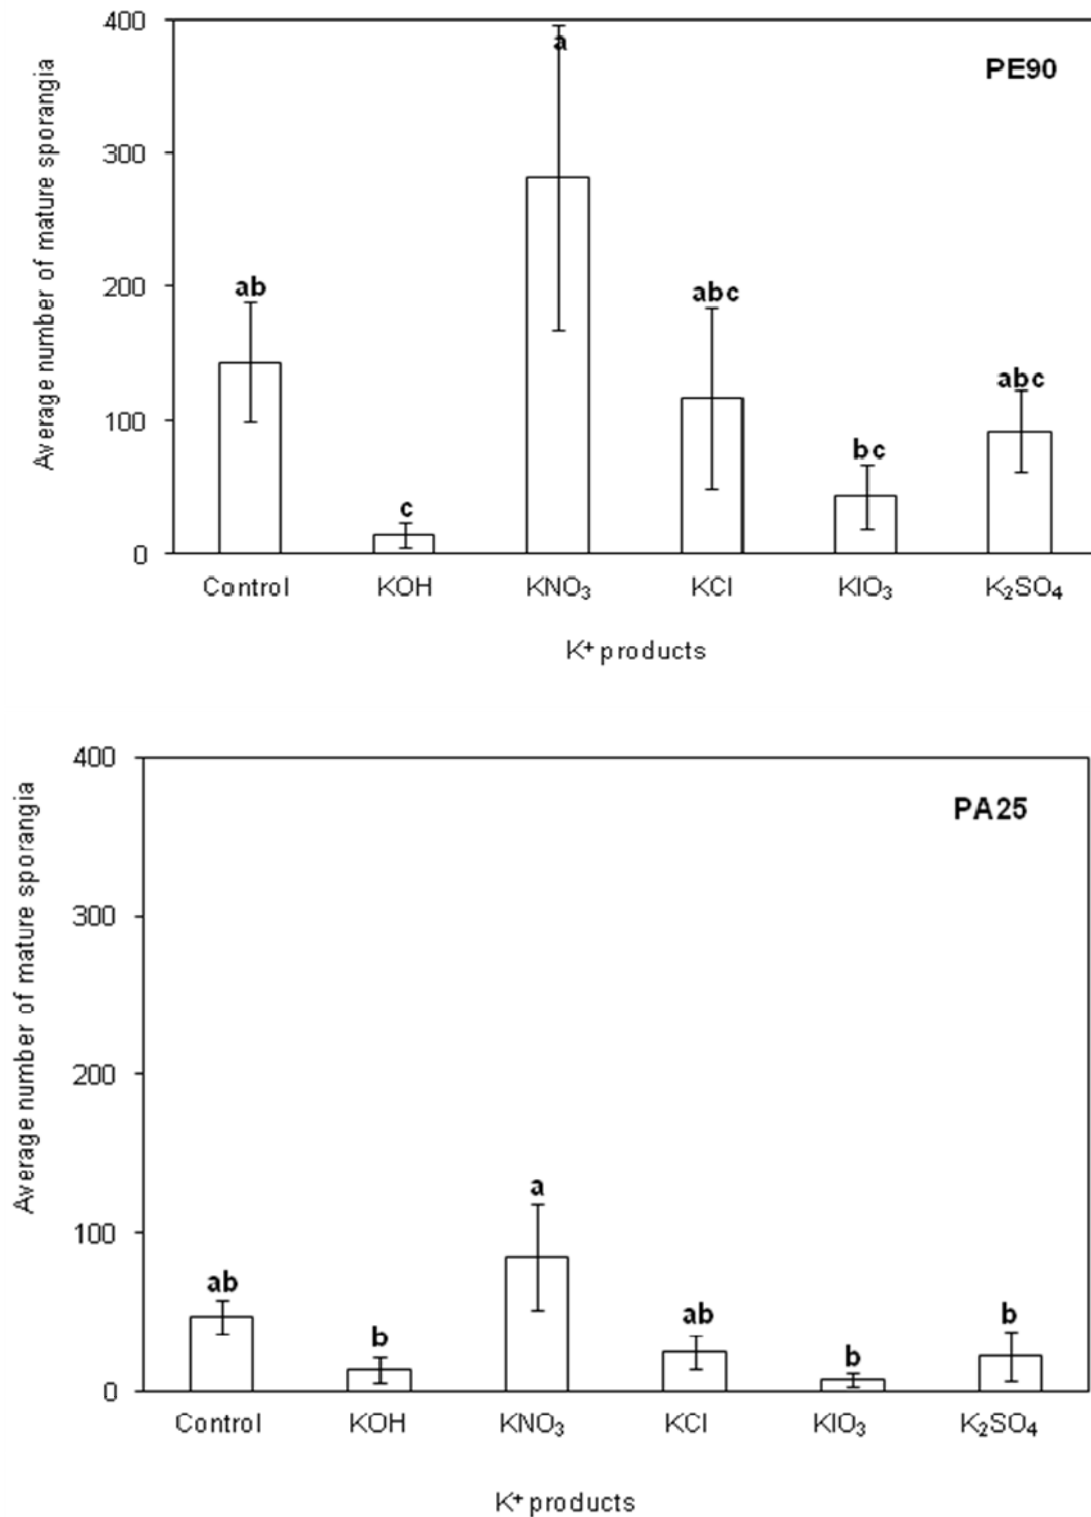 400
a
PE90
300
ab
abc
200
abc
100
bc
c
0
Control KOH KNO₃ KCl KIO₃ K₂SO₄
K⁺ products
Average number of mature sporangia
400
PA25
300
200
a
100
ab
ab
b
b
b
0
Control KOH KNO₃ KCl KIO₃ K₂SO₄
K⁺ products
Average number of mature sporangia